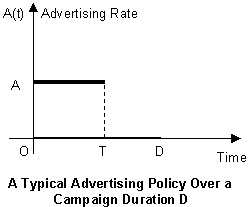 A(t) Advertising Rate
A
O T D
Time
A Typical Advertising Policy Over a
Campaign Duration D